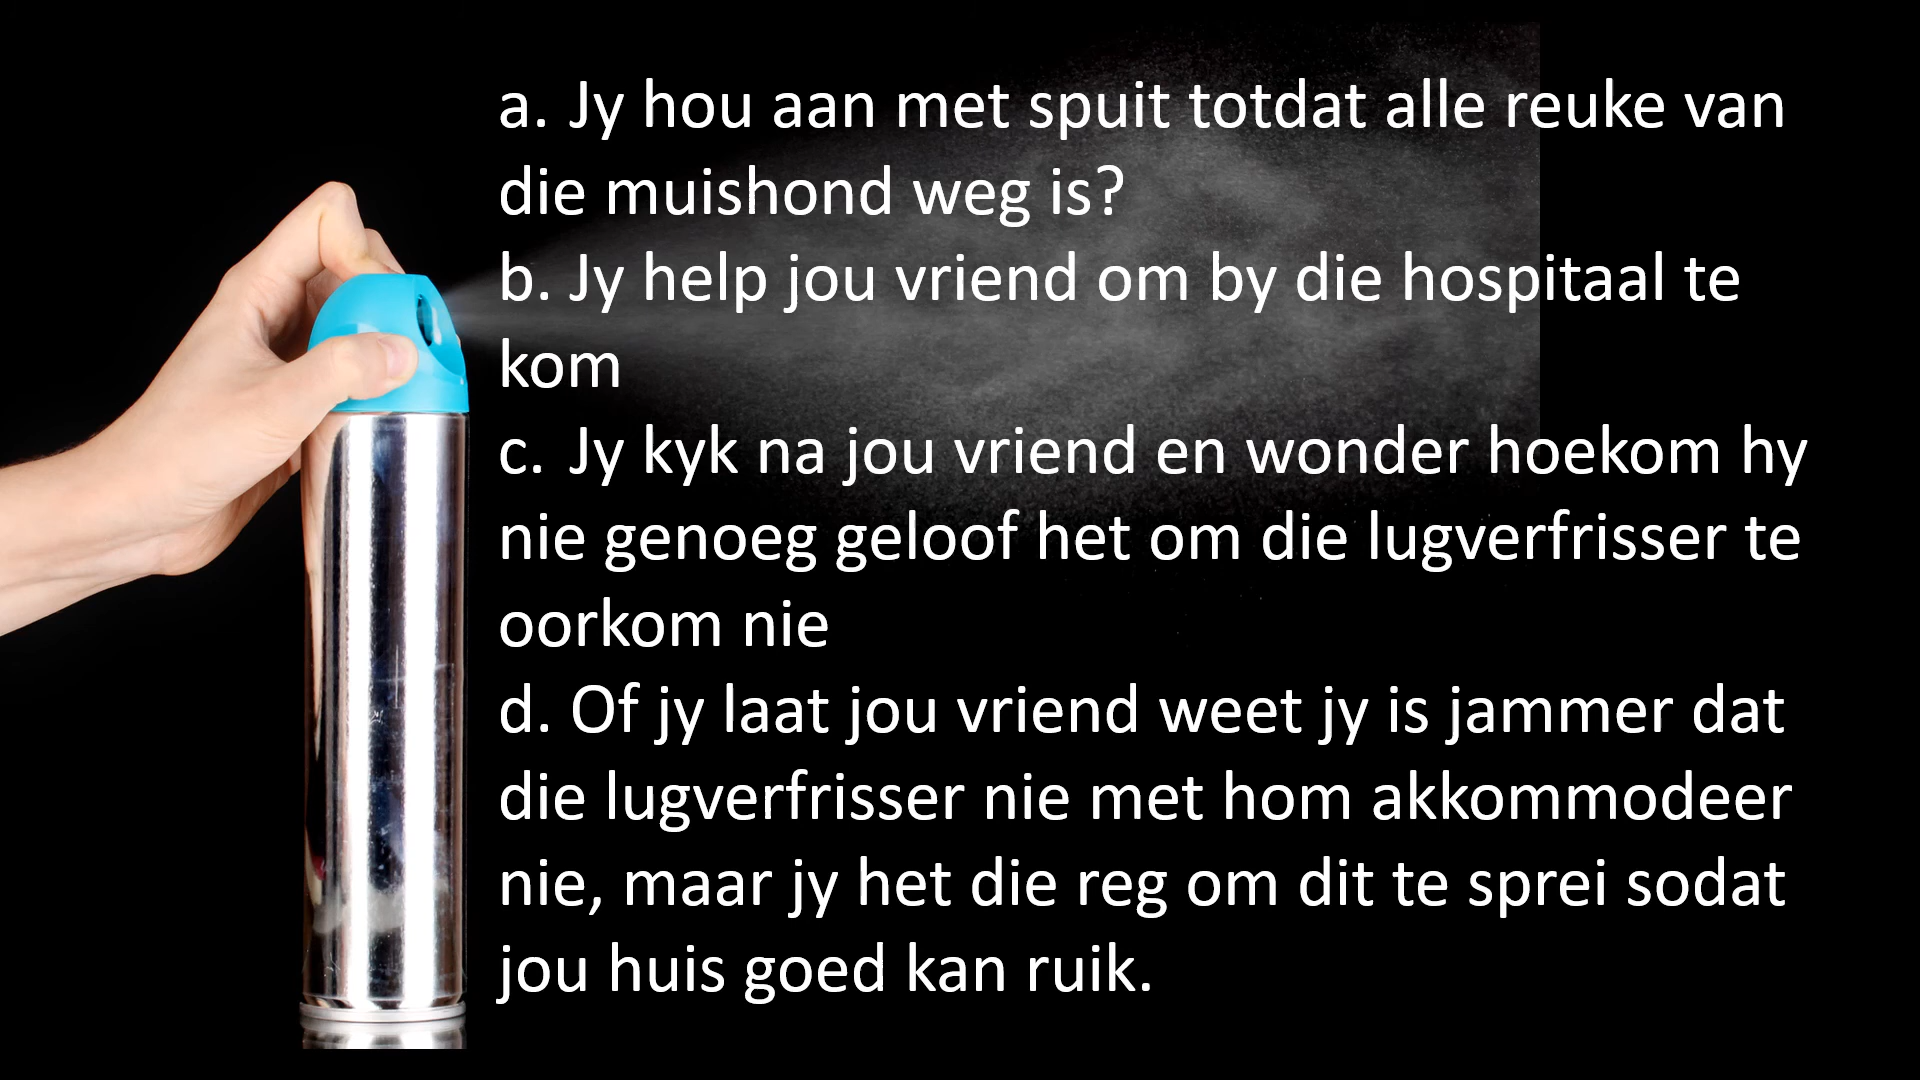 a. Jy hou aan met spuit totdat alle reuke van
die muishond weg is?
b. Jy help jou vriend om by die hospitaal te
kom
c. Jy kyk na jou vriend en wonder hoekom hy
nie genoeg geloof het om die lugverfrisser te
oorkom nie
d. Of jy laat jou vriend weet jy is jammer dat
die lugverfrisser nie met hom akkommodeer
nie, maar jy het die reg om dit te sprei sodat
jou huis goed kan ruik.